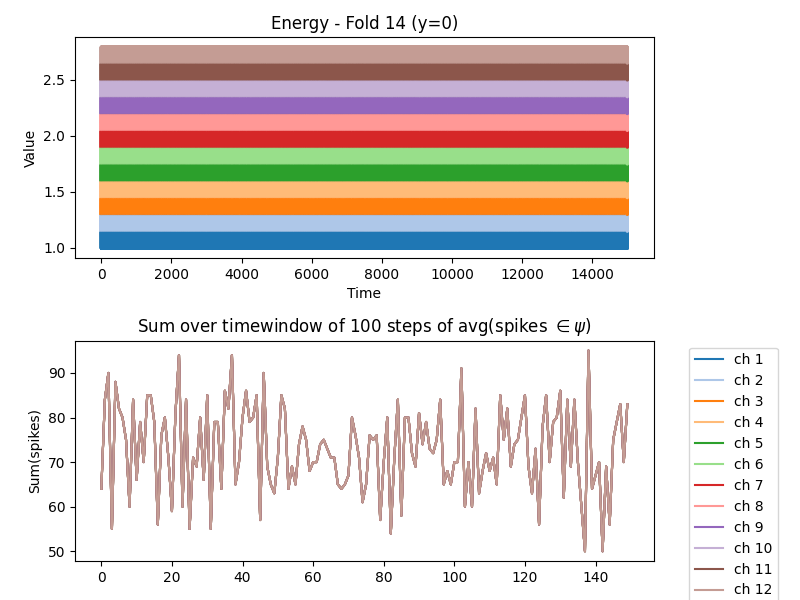 Energy - Fold 14 (y=0)
Value
2.5
2.0
1.5
1.0
0 2000 4000 6000 8000 10000 12000 14000
Time
Sum over timewindow of 100 steps of avg(spikes ∈ ψ)
Sum(spikes)
90
80
70
60
50
0 20 40 60 80 100 120 140
ch 1
ch 2
ch 3
ch 4
ch 5
ch 6
ch 7
ch 8
ch 9
ch 10
ch 11
ch 12